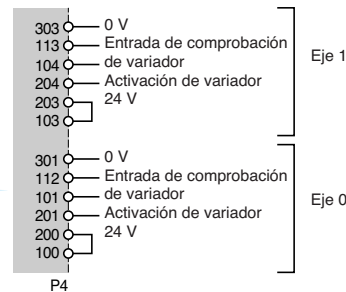 303 0 V
113 Entrada de comprobación
104 de variador
204 Activación de variador
203 24 V
103
Eje 1
301 0 V
112 Entrada de comprobación
101 de variador
201 Activación de variador
200 24 V
100
Eje 0
P4